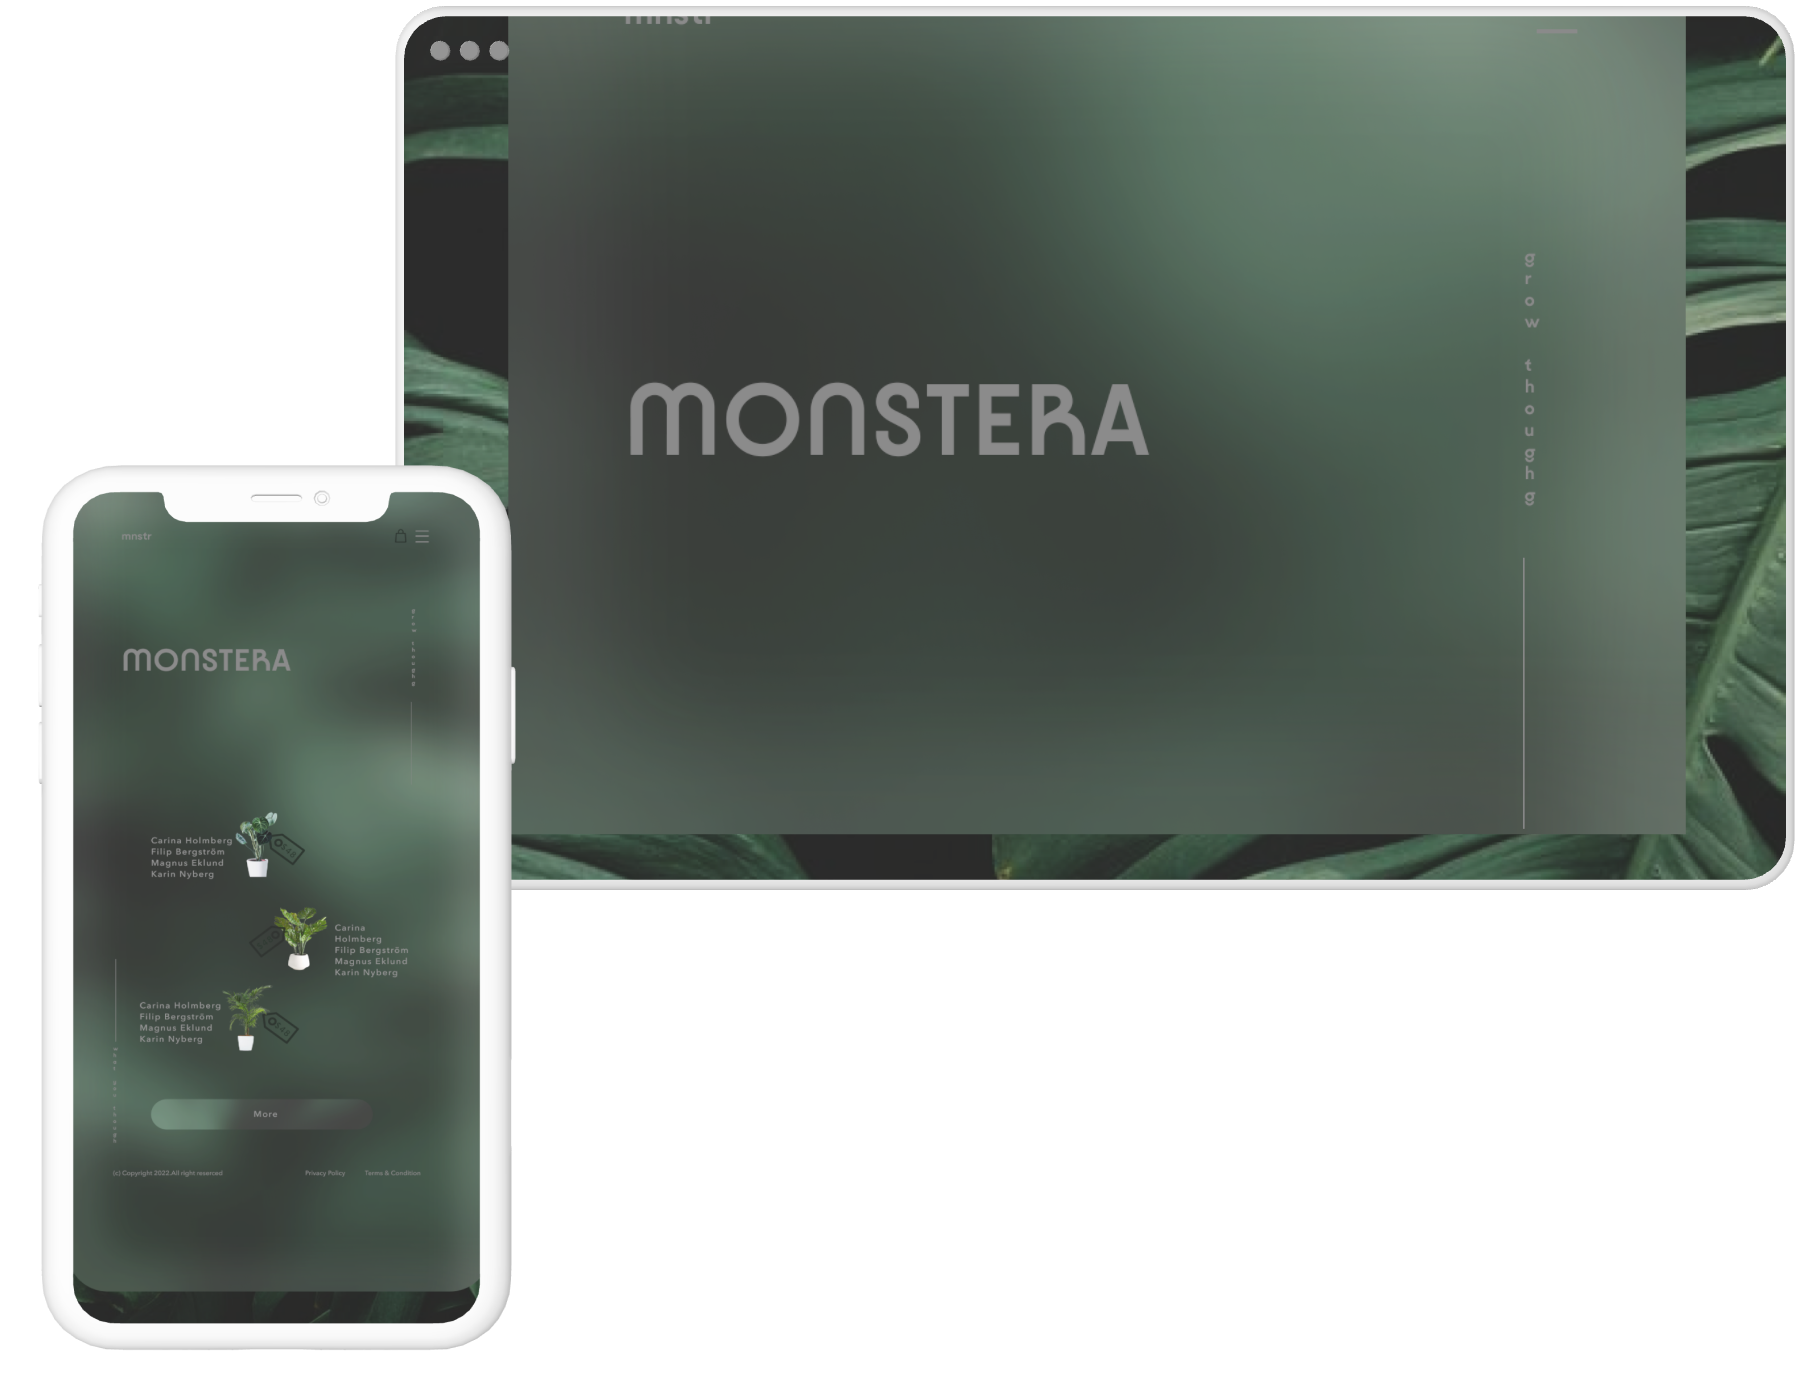 mnstr
MONSTERA
grow though
mnstr
MONSTERA
Carina Holmberg
Filip Bergström
Magnus Eklund
Karin Nyberg
$48
Carina
Holmberg
Filip Bergström
Magnus Eklund
Karin Nyberg
Carina Holmberg
Filip Bergström
Magnus Eklund
Karin Nyberg
More
(c) Copyright 2022.All right reserced
Privacy Policy
Terms & Condition